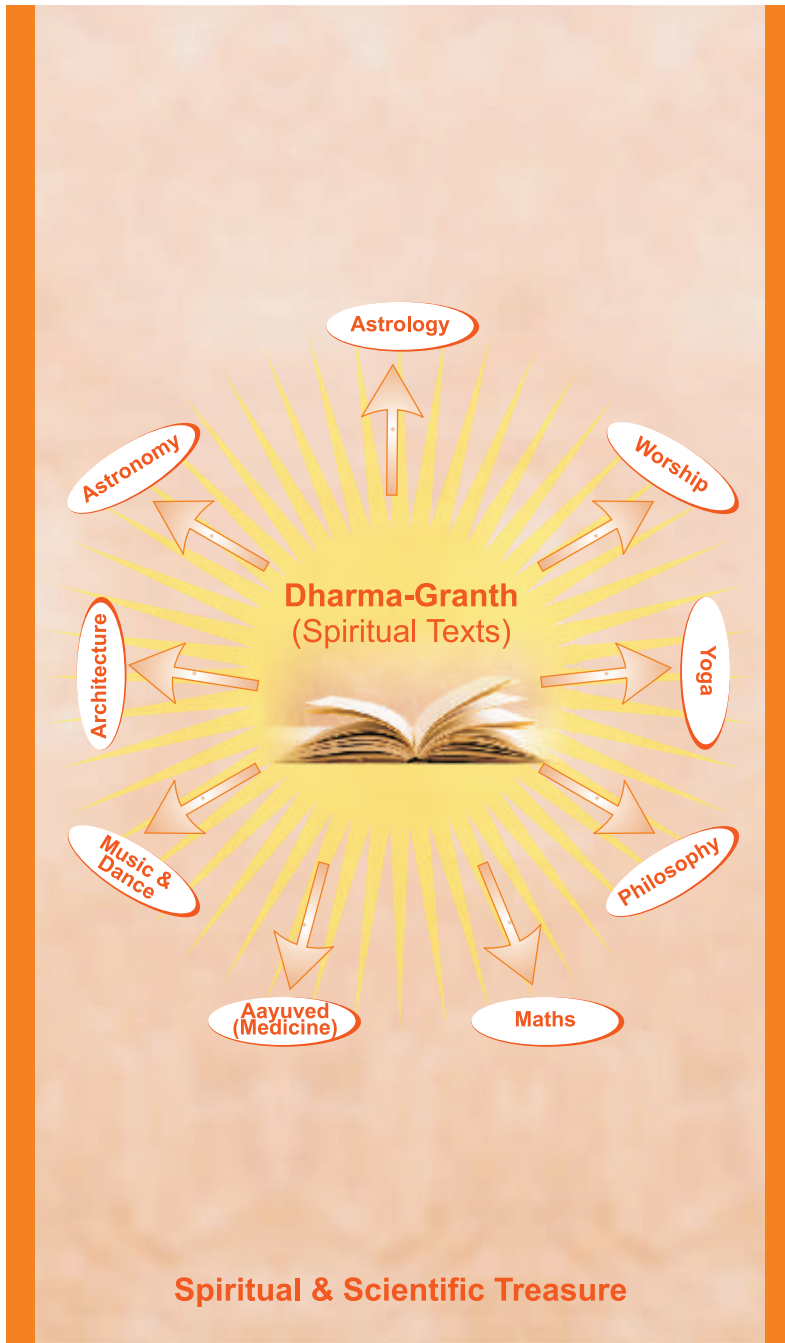 Astrology
Astronomy
Worship
Dharma-Granth
(Spiritual Texts)
Architecture
Yoga
Music &
Dance
Philosophy
Aayuved
(Medicine)
Maths
Spiritual & Scientific Treasure